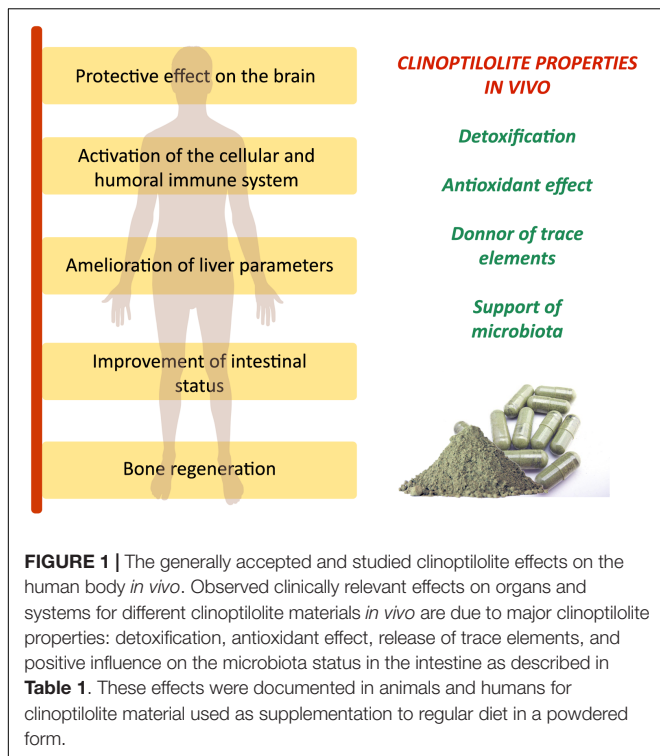 Protective effect on the brain
Activation of the cellular and
humoral immune system
Amelioration of liver parameters
Improvement of intestinal
status
Bone regeneration
CLINOPTILOLITE PROPERTIES
IN VIVO
Detoxification
Antioxidant effect
Donnor of trace
elements
Support of
microbiota
FIGURE 1 | The generally accepted and studied clinoptilolite effects on the
human body in vivo. Observed clinically relevant effects on organs and
systems for different clinoptilolite materials in vivo are due to major clinoptilolite
properties: detoxification, antioxidant effect, release of trace elements, and
positive influence on the microbiota status in the intestine as described in
Table 1. These effects were documented in animals and humans for
clinoptilolite material used as supplementation to regular diet in a powdered
form.